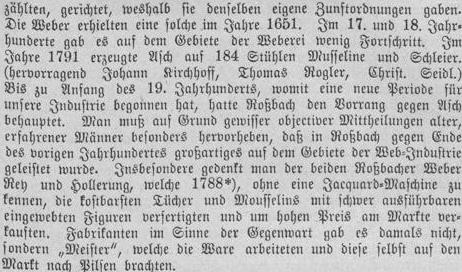 zählten, gerichtet, weshalb sie denselben eigene Zunftordnungen gaben.
Die Weber erhielten eine solche im Jahre 1651. Im 17. und 18. Jahr-
hunderte gab es auf dem Gebiete der Weberei wenig Fortschritt. Im
Jahre 1791 erzeugte Asch auf 184 Stühlen Musseline und Schleier.
(hervorragend Johann Kirchhoff, Thomas Rogler, Christ. Seidl.)
Bis zu Anfang des 19. Jahrhunderts, womit eine neue Periode für
unsere Industrie begonnen hat, hatte Roßbach den Vorrang gegen Asch
behauptet. Man muß auf Grund gewisser objectiver Mittheilungen alter,
erfahrener Männer besonders hervorheben, daß in Roßbach gegen Ende
des vorigen Jahrhundertes großartiges auf dem Gebiete der Web-Industrie
geleistet wurde. Insbesondere gedenkt man der beiden Roßbacher Weber
Ney und Hollerung, welche 1788*), ohne eine Jacquard-Maschine zu
kennen, die kostbarsten Tücher und Mousselins mit schwer ausführbaren
eingewebten Figuren verfertigten und um hohen Preis am Markte ver-
kauften. Fabrikanten im Sinne der Gegenwart gab es damals nicht,
sondern „Meister“, welche die Ware arbeiteten und diese selbst auf den
Markt nach Pilsen brachten.